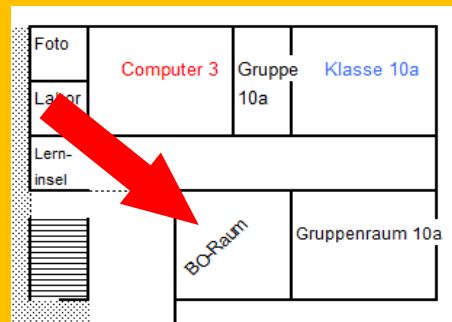 Foto
Computer 3
Gruppe
10a
Klasse 10a
Labor
Lern-
insel
BO-Raum
Gruppenraum 10a